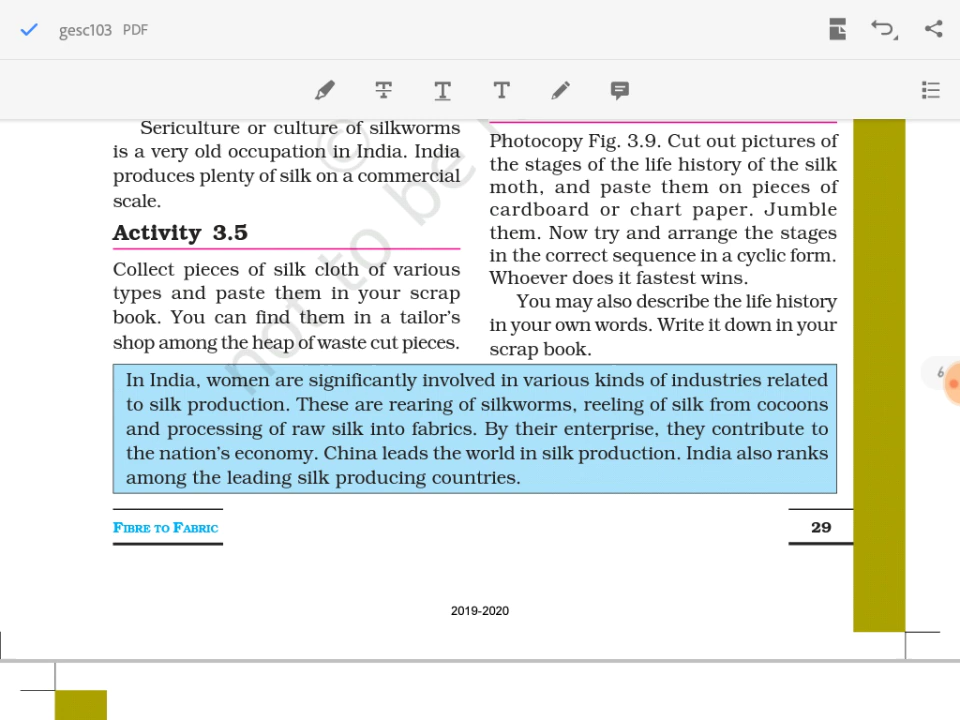 gesc103 PDF
Sericulture or culture of silkworms
is a very old occupation in India. India
produces plenty of silk on a commercial
scale.
Activity 3.5
Collect pieces of silk cloth of various
types and paste them in your scrap
book. You can find them in a tailor's
shop among the heap of waste cut pieces.
Photocopy Fig. 3.9. Cut out pictures of
the stages of the life history of the silk
moth, and paste them on pieces of
cardboard or chart paper. Jumble
them. Now try and arrange the stages
in the correct sequence in a cyclic form.
Whoever does it fastest wins.
You may also describe the life history
in your own words. Write it down in your
scrap book.
In India, women are significantly involved in various kinds of industries related
to silk production. These are rearing of silkworms, reeling of silk from cocoons
and processing of raw silk into fabrics. By their enterprise, they contribute to
the nation's economy. China leads the world in silk production. India also ranks
among the leading silk producing countries.
FIBRE TO FABRIC
29
2019-2020
6
© not to be